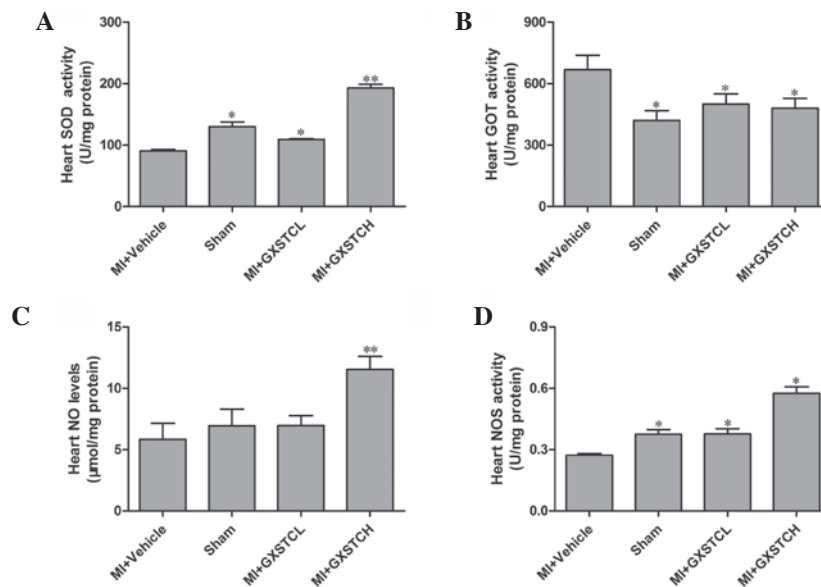 A
Heart SOD activity
(U/mg protein)
300
200
100
0
*
*
**
MI+Vehicle
Sham
MI+GXSTCL
MI+GXSTCH
B
Heart GOT activity
(U/mg protein)
900
600
300
0
*
*
*
MI+Vehicle
Sham
MI+GXSTCL
MI+GXSTCH
C
Heart NO levels
(µmol/mg protein)
15
10
5
0
**
MI+Vehicle
Sham
MI+GXSTCL
MI+GXSTCH
D
Heart NOS activity
(U/mg protein)
0.9
0.6
0.3
0.0
*
*
*
MI+Vehicle
Sham
MI+GXSTCL
MI+GXSTCH